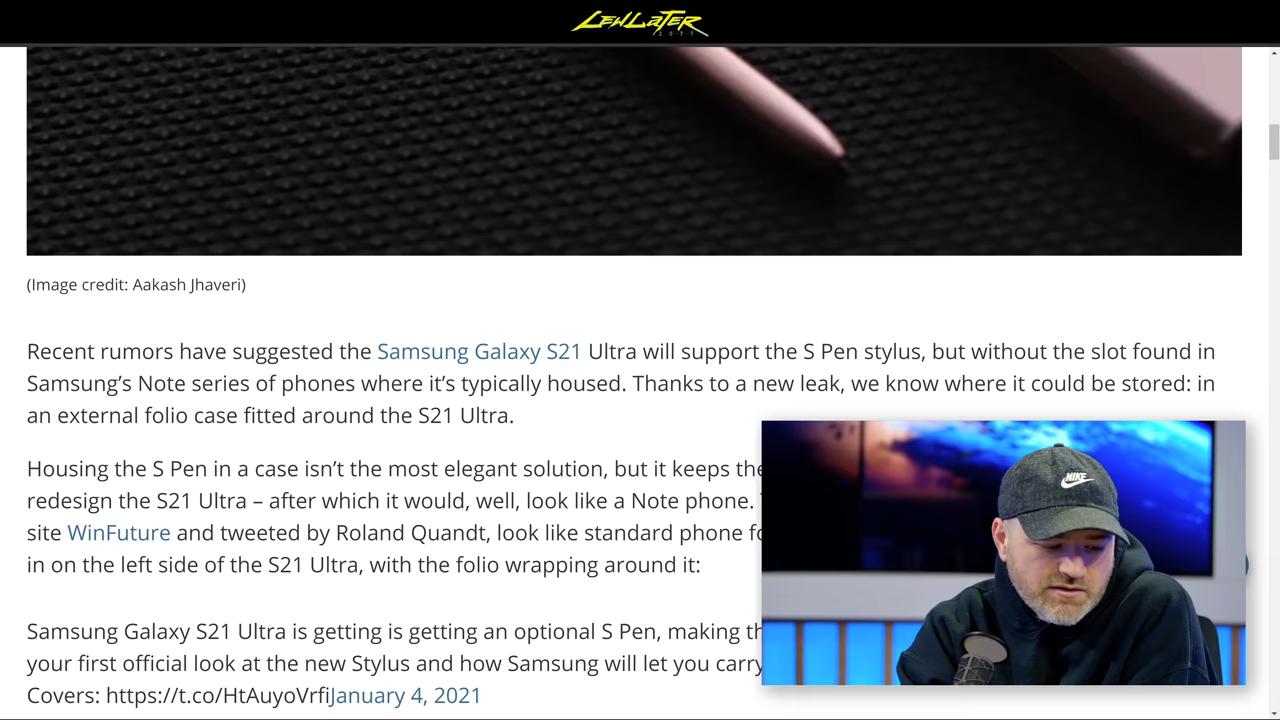 LEWLATER
2077
(Image credit: Aakash Jhaveri)
Recent rumors have suggested the Samsung Galaxy S21 Ultra will support the S Pen stylus, but without the slot found in
Samsung’s Note series of phones where it’s typically housed. Thanks to a new leak, we know where it could be stored: in
an external folio case fitted around the S21 Ultra.
Housing the S Pen in a case isn’t the most elegant solution, but it keeps the
redesign the S21 Ultra – after which it would, well, look like a Note phone.
site WinFuture and tweeted by Roland Quandt, look like standard phone
in on the left side of the S21 Ultra, with the folio wrapping around it:
NIKE
Samsung Galaxy S21 Ultra is getting is getting an optional S Pen, making
your first official look at the new Stylus and how Samsung will let you carry
Covers: https://t.co/HtAuyoVrfiJanuary 4, 2021